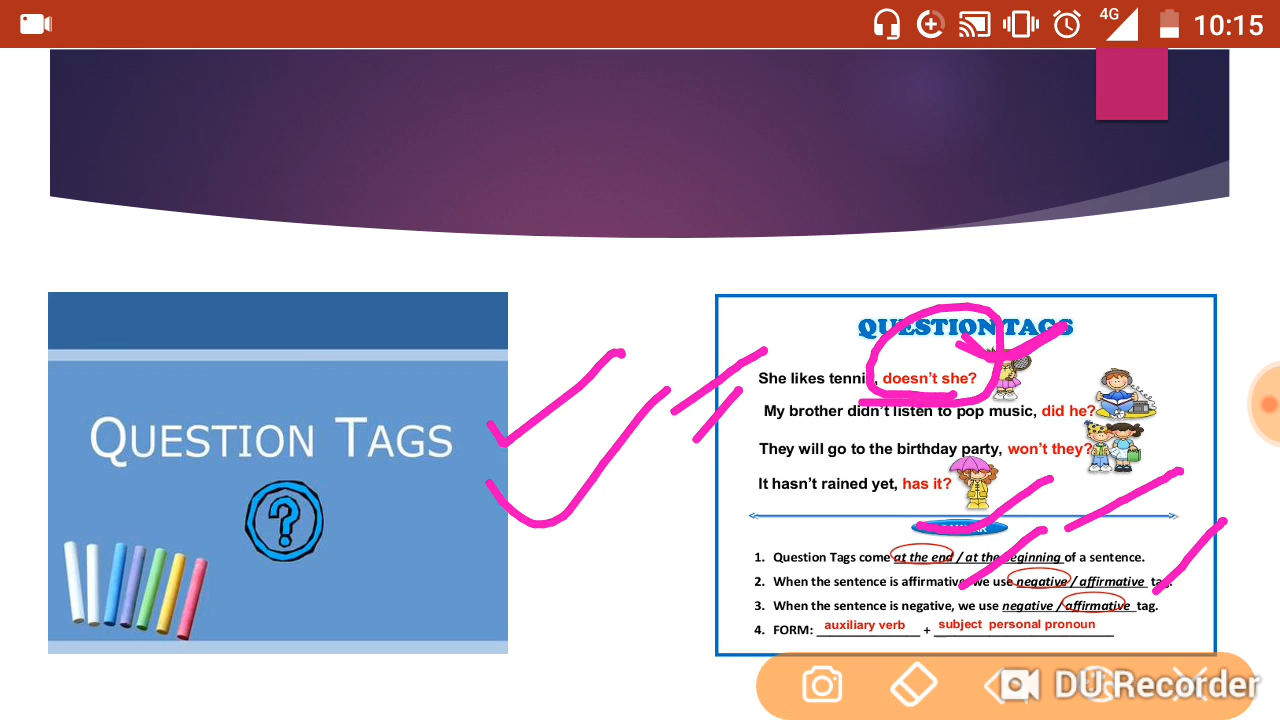 4G 10:15
QUESTION TAGS
QUESTION TAGS
She likes tennis, doesn't she?
My brother didn't listen to pop music, did he?
They will go to the birthday party, won't they?
It hasn't rained yet, has it?
1. Question Tags come at the end / at the beginning of a sentence.
2. When the sentence is affirmative, we use negative / affirmative tag.
3. When the sentence is negative, we use negative / affirmative tag.
4. FORM: auxiliary verb + subject personal pronoun
DU Recorder